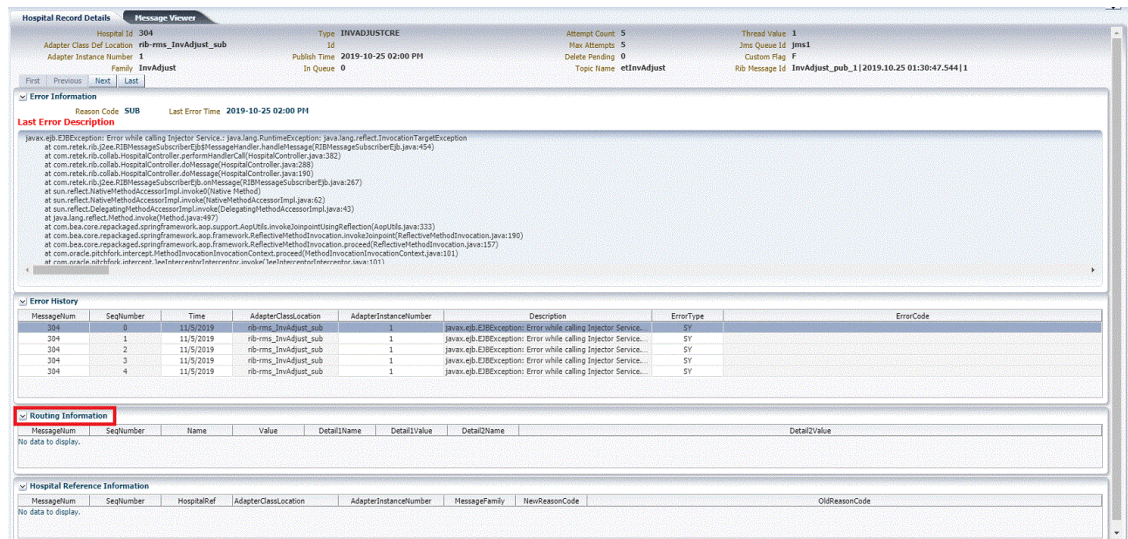 Hospital Record Details Message Viewer
Hospital Id 304 Type INVADJUSTCRE Attempt Count 5 Thread Value 1
Adapter Class Def Location rib-rms_InvAdjust_sub Id Max Attempts 5 Jms Queue Id jms1
Adapter Instance Number 1 Publish Time 2019-10-25 02:00 PM Delete Pending 0 Custom Flag F
Family InvAdjust In Queue 0 Topic Name etInvAdjust Rib Message Id InvAdjust_pub_1|2019.10.25 01:30:47.544|1
First Previous Next Last
Error Information
Reason Code SUB Last Error Time 2019-10-25 02:00 PM
Last Error Description
javax.ejb.EJBException: Error while calling Injector Service.: java.lang.RuntimeException: java.lang.reflect.InvocationTargetException
at com.retek.rib.j2ee.RIBMessageSubscriberEjb$MessageHandler.handleMessage(RIBMessageSubscriberEjb.java:454)
at com.retek.rib.collab.HospitalController.performHandlerCall(HospitalController.java:382)
at com.retek.rib.collab.HospitalController.doMessage(HospitalController.java:288)
at com.retek.rib.collab.HospitalController.doMessage(HospitalController.java:190)
at com.retek.rib.j2ee.RIBMessageSubscriberEjb.onMessage(RIBMessageSubscriberEjb.java:267)
at sun.reflect.NativeMethodAccessorImpl.invoke0(Native Method)
at sun.reflect.NativeMethodAccessorImpl.invoke(NativeMethodAccessorImpl.java:62)
at sun.reflect.DelegatingMethodAccessorImpl.invoke(DelegatingMethodAccessorImpl.java:43)
at java.lang.reflect.Method.invoke(Method.java:497)
at com.bea.core.repackaged.springframework.aop.support.AopUtils.invokeJoinpointUsingReflection(AopUtils.java:333)
at com.bea.core.repackaged.springframework.aop.framework.ReflectiveMethodInvocation.invokeJoinpoint(ReflectiveMethodInvocation.java:190)
at com.bea.core.repackaged.springframework.aop.framework.ReflectiveMethodInvocation.proceed(ReflectiveMethodInvocation.java:157)
at com.oracle.pitchfork.intercept.MethodInvocationInvocationContext.proceed(MethodInvocationInvocationContext.java:101)
at com.oracle.pitchfork.intercept.JeeInterceptorInterceptor.invoke(JeeInterceptorInterceptor.java:101)
Error History
MessageNum SeqNumber Time AdapterClassLocation AdapterInstanceNumber Description ErrorType ErrorCode
304 0 11/5/2019 rib-rms_InvAdjust_sub 1 javax.ejb.EJBException: Error while calling Injector Service.... SY
304 1 11/5/2019 rib-rms_InvAdjust_sub 1 javax.ejb.EJBException: Error while calling Injector Service.... SY
304 2 11/5/2019 rib-rms_InvAdjust_sub 1 javax.ejb.EJBException: Error while calling Injector Service.... SY
304 3 11/5/2019 rib-rms_InvAdjust_sub 1 javax.ejb.EJBException: Error while calling Injector Service.... SY
304 4 11/5/2019 rib-rms_InvAdjust_sub 1 javax.ejb.EJBException: Error while calling Injector Service.... SY
Routing Information
MessageNum SeqNumber Name Value Detail1Name Detail1Value Detail2Name Detail2Value
No data to display.
Hospital Reference Information
MessageNum SeqNumber HospitalRef AdapterClassLocation AdapterInstanceNumber MessageFamily NewReasonCode OldReasonCode
No data to display.